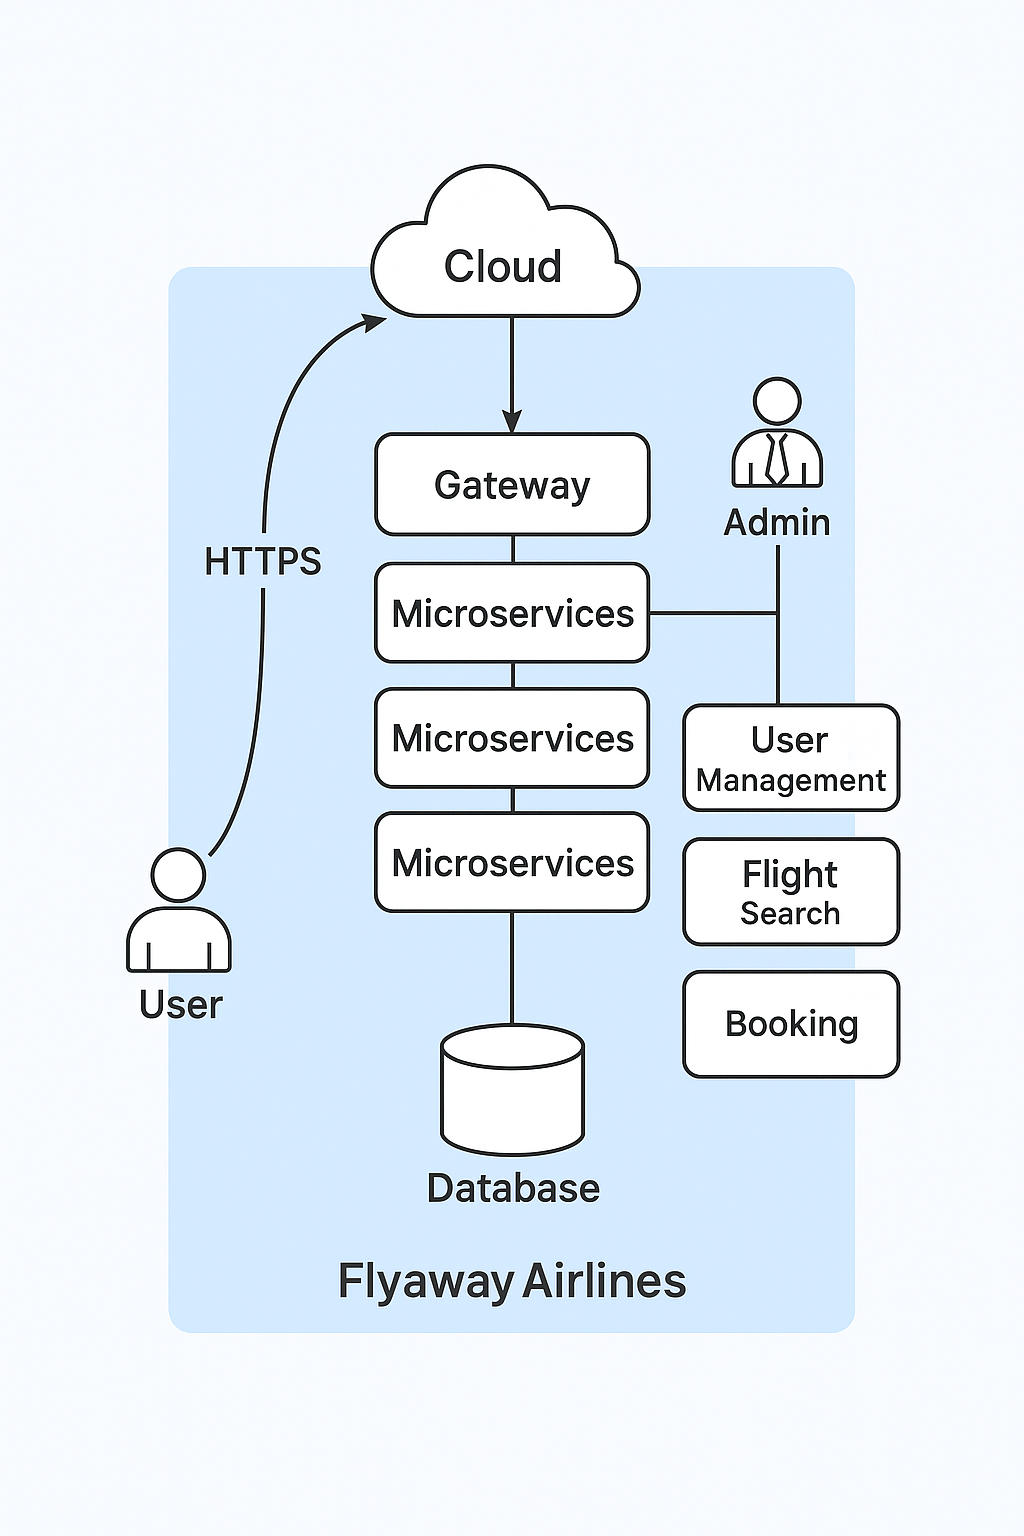 Cloud
Gateway
Admin
HTTPS
Microservices
Microservices
User
Management
Microservices
Flight
Search
User
Booking
Database
Flyaway Airlines